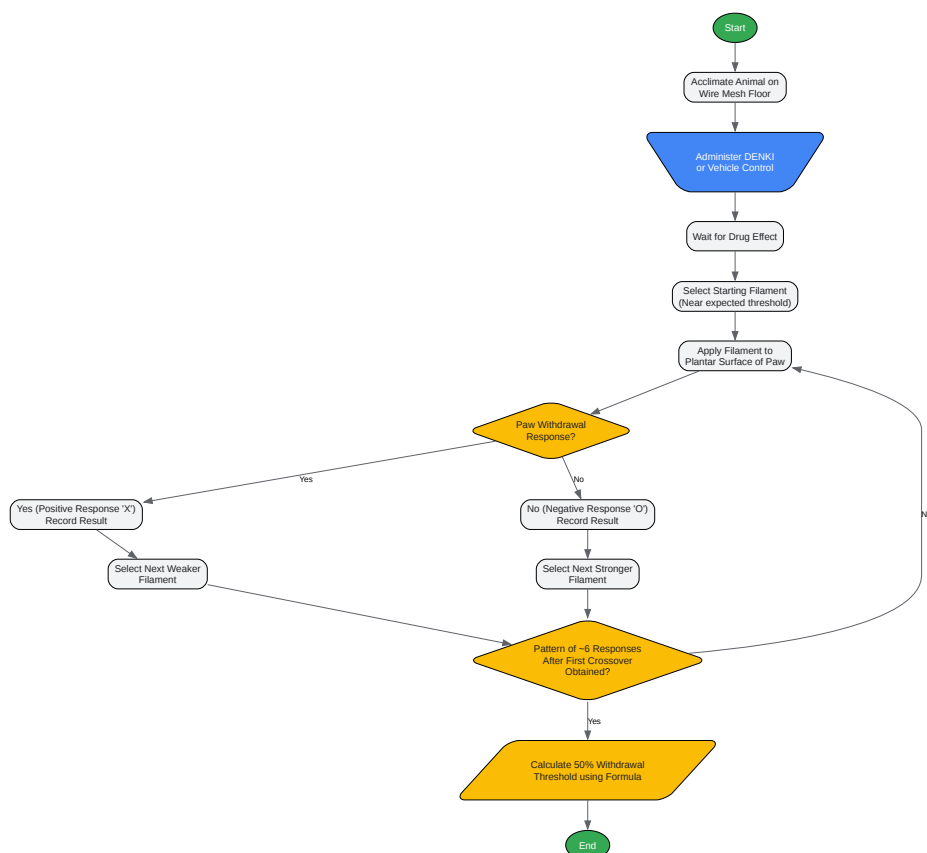 Start
Acclimate Animal on
Wire Mesh Floor
Administer DENKI
or Vehicle Control
Wait for Drug Effect
Select Starting Filament
(Near expected threshold)
Apply Filament to
Plantar Surface of Paw
Paw Withdrawal
Response?
Yes
No
Yes (Positive Response 'X')
Record Result
No (Negative Response 'O')
Record Result
N
Select Next Weaker
Filament
Select Next Stronger
Filament
Pattern of ~6 Responses
After First Crossover
Obtained?
Yes
Calculate 50% Withdrawal
Threshold using Formula
End